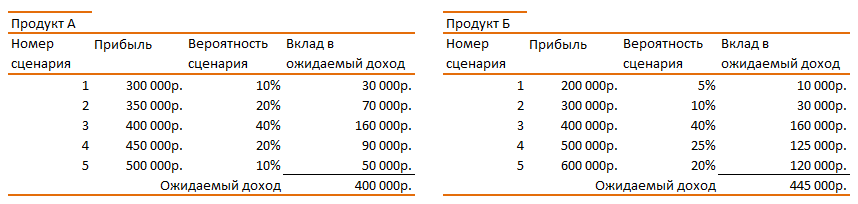 Продукт А
Номер сценария Прибыль Вероятность сценария Вклад в ожидаемый доход
1 300 000р. 10% 30 000р.
2 350 000р. 20% 70 000р.
3 400 000р. 40% 160 000р.
4 450 000р. 20% 90 000р.
5 500 000р. 10% 50 000р.
Ожидаемый доход 400 000р.
Продукт Б
Номер сценария Прибыль Вероятность сценария Вклад в ожидаемый доход
1 200 000р. 5% 10 000р.
2 300 000р. 10% 30 000р.
3 400 000р. 40% 160 000р.
4 500 000р. 25% 125 000р.
5 600 000р. 20% 120 000р.
Ожидаемый доход 445 000р.